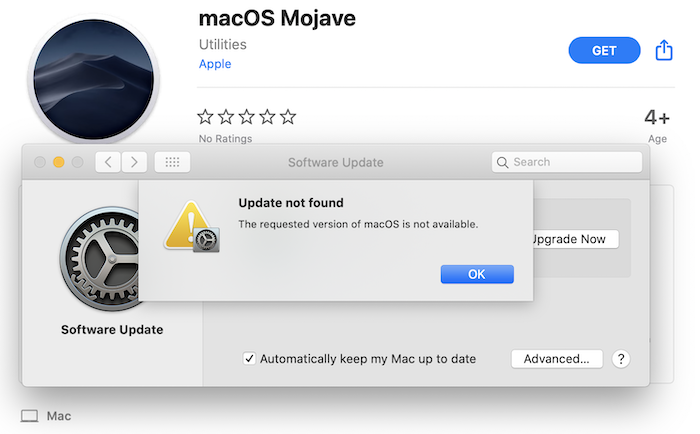 macOS Mojave
Utilities
GET
Apple
No Ratings
4+
Age
Software Update
Search
Update not found
The requested version of macOS is not available.
Upgrade Now
OK
Software Update
Automatically keep my Mac up to date
Advanced...
?
Mac